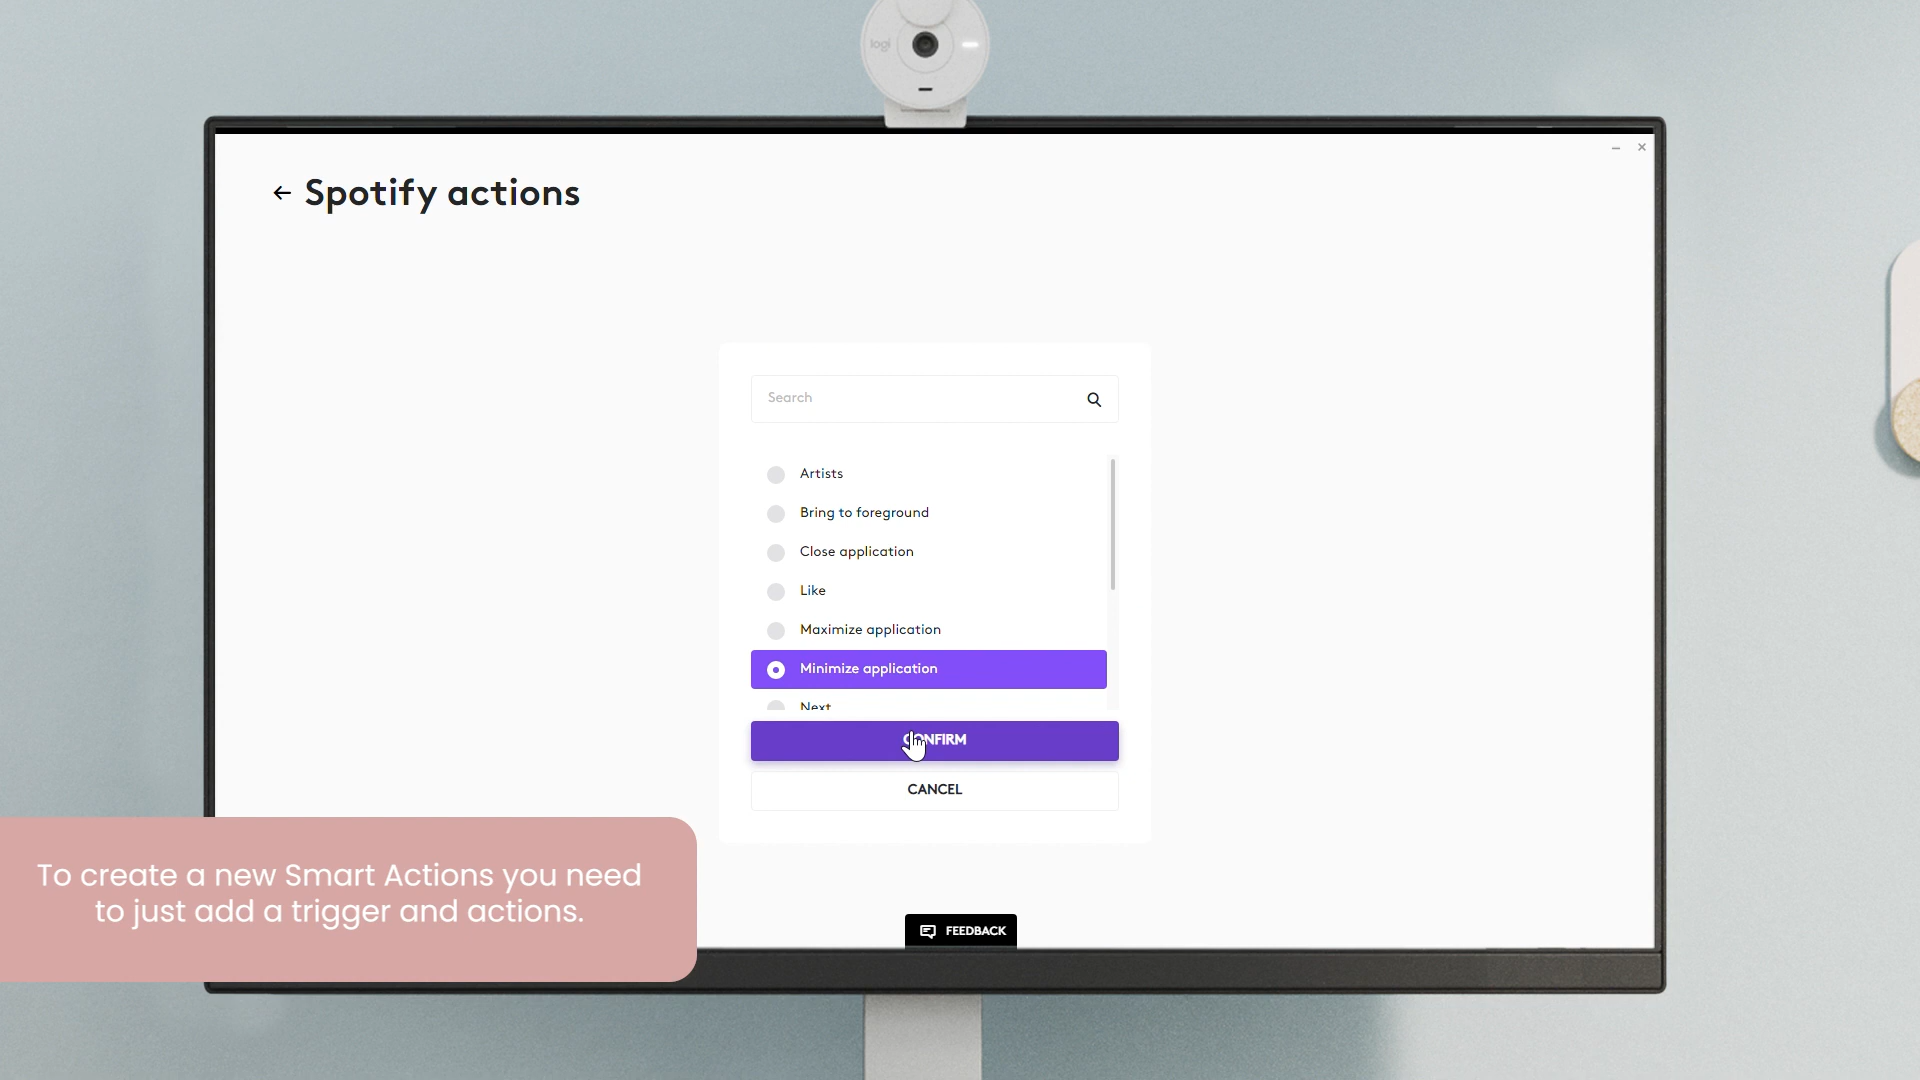 logi
Spotify actions
Search
Artists
Bring to foreground
Close application
Like
Maximize application
Minimize application
Next
CONFIRM
CANCEL
To create a new Smart Actions you need
to just add a trigger and actions.
FEEDBACK